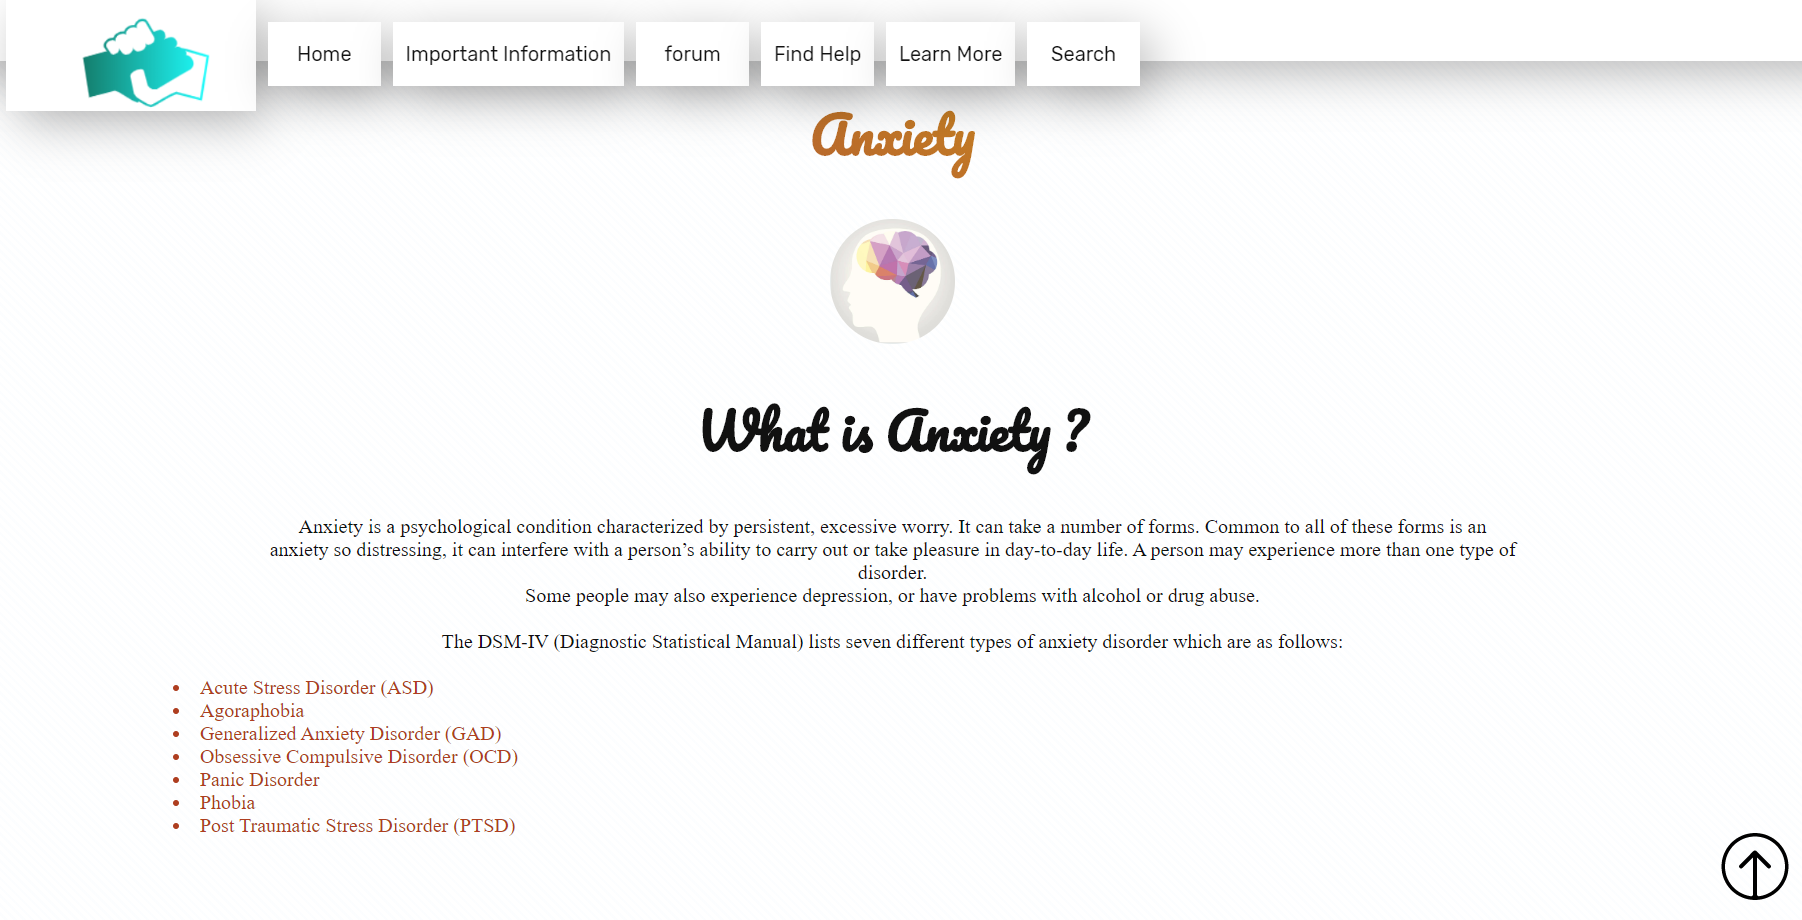 Home Important Information forum Find Help Learn More Search
Anxiety
What is Anxiety ?
Anxiety is a psychological condition characterized by persistent, excessive worry. It can take a number of forms. Common to all of these forms is an
anxiety so distressing, it can interfere with a person’s ability to carry out or take pleasure in day-to-day life. A person may experience more than one type of
disorder.
Some people may also experience depression, or have problems with alcohol or drug abuse.
The DSM-IV (Diagnostic Statistical Manual) lists seven different types of anxiety disorder which are as follows:
• Acute Stress Disorder (ASD)
• Agoraphobia
• Generalized Anxiety Disorder (GAD)
• Obsessive Compulsive Disorder (OCD)
• Panic Disorder
• Phobia
• Post Traumatic Stress Disorder (PTSD)